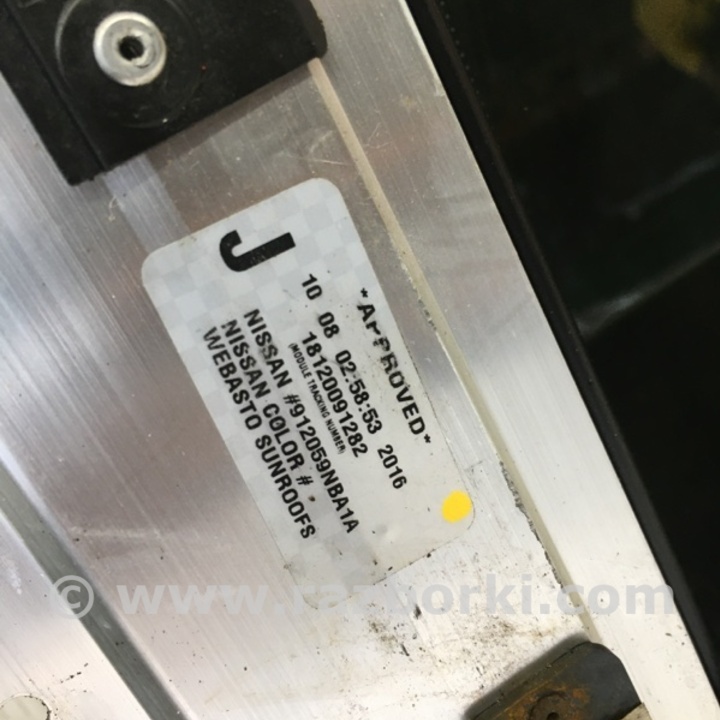 J
*APPROVED*
10 08 02:58:53 2016
18120091282
(MODULE TRACKING NUMBER)
NISSAN #912059NBA1A
NISSAN COLOR #
WEBASTO SUNROOFS
© www.razborki.com